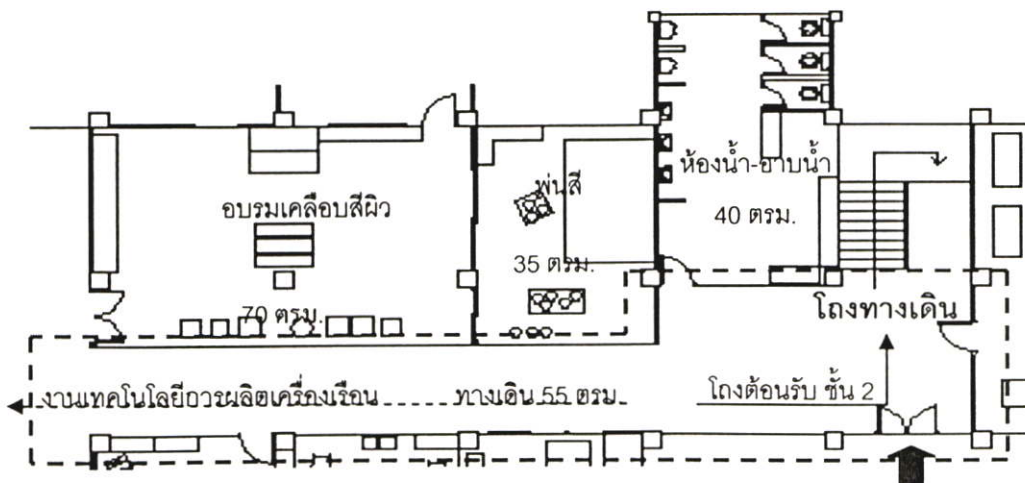 ห้องน้ำ-อาบน้ำ
40 ตรม.
พ่นสี
35 ตรม.
อบรมเคลือบสีผิว
70 ตรม.
โถงทางเดิน
งานเทคโนโลยีการผลิตเครื่องเรือน
ทางเดิน 55 ตรม.
โถงต้อนรับ ชั้น 2